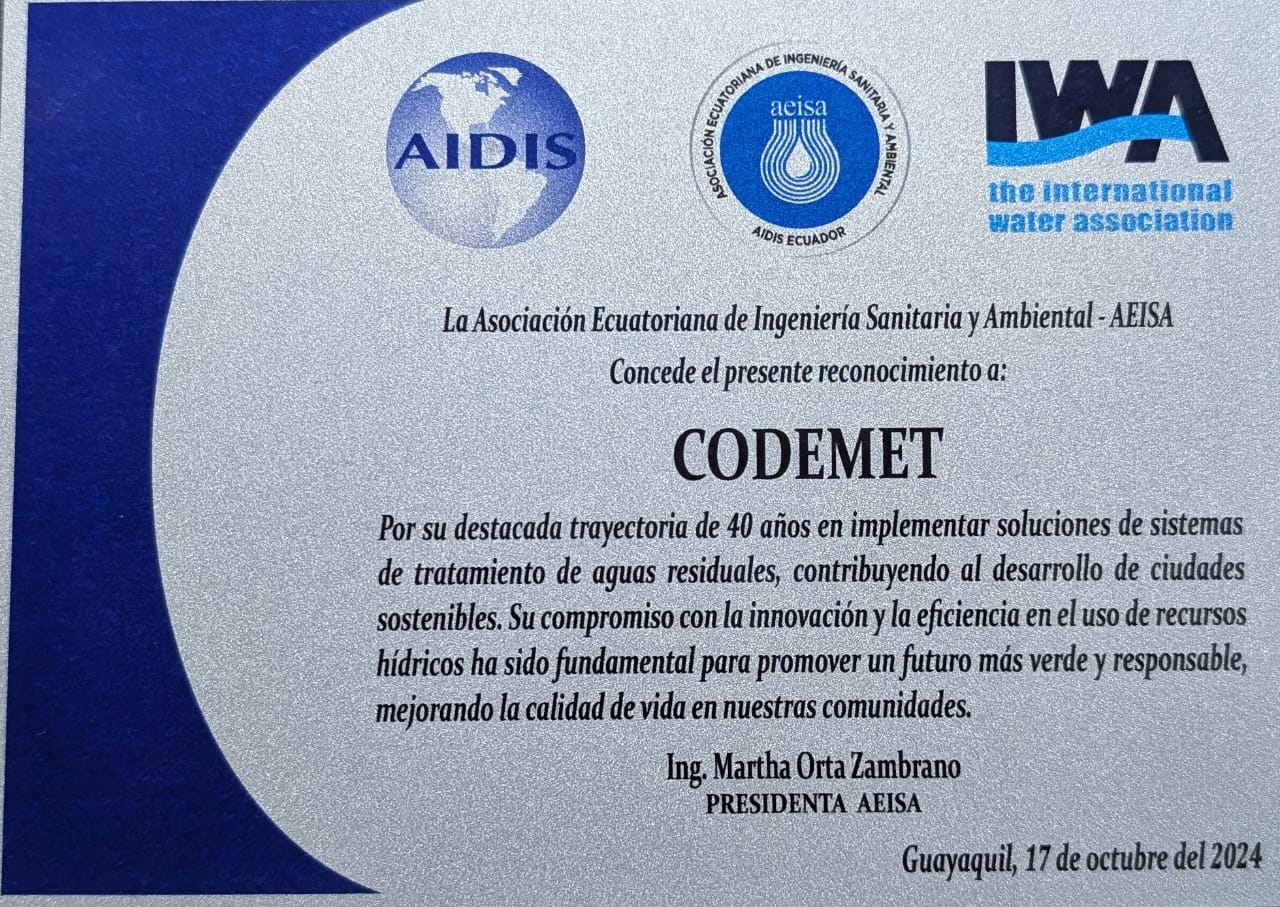 AIDIS
ASOCIACIÓN ECUATORIANA DE INGENIERÍA SANITARIA Y AMBIENTAL
aeisa
AIDIS ECUADOR
IWA
the international
water association
La Asociación Ecuatoriana de Ingeniería Sanitaria y Ambiental - AEISA
Concede el presente reconocimiento a:
CODEMET
Por su destacada trayectoria de 40 años en implementar soluciones de sistemas
de tratamiento de aguas residuales, contribuyendo al desarrollo de ciudades
sostenibles. Su compromiso con la innovación y la eficiencia en el uso de recursos
hídricos ha sido fundamental para promover un futuro más verde y responsable,
mejorando la calidad de vida en nuestras comunidades.
Ing. Martha Orta Zambrano
PRESIDENTA AEISA
Guayaquil, 17 de octubre del 2024